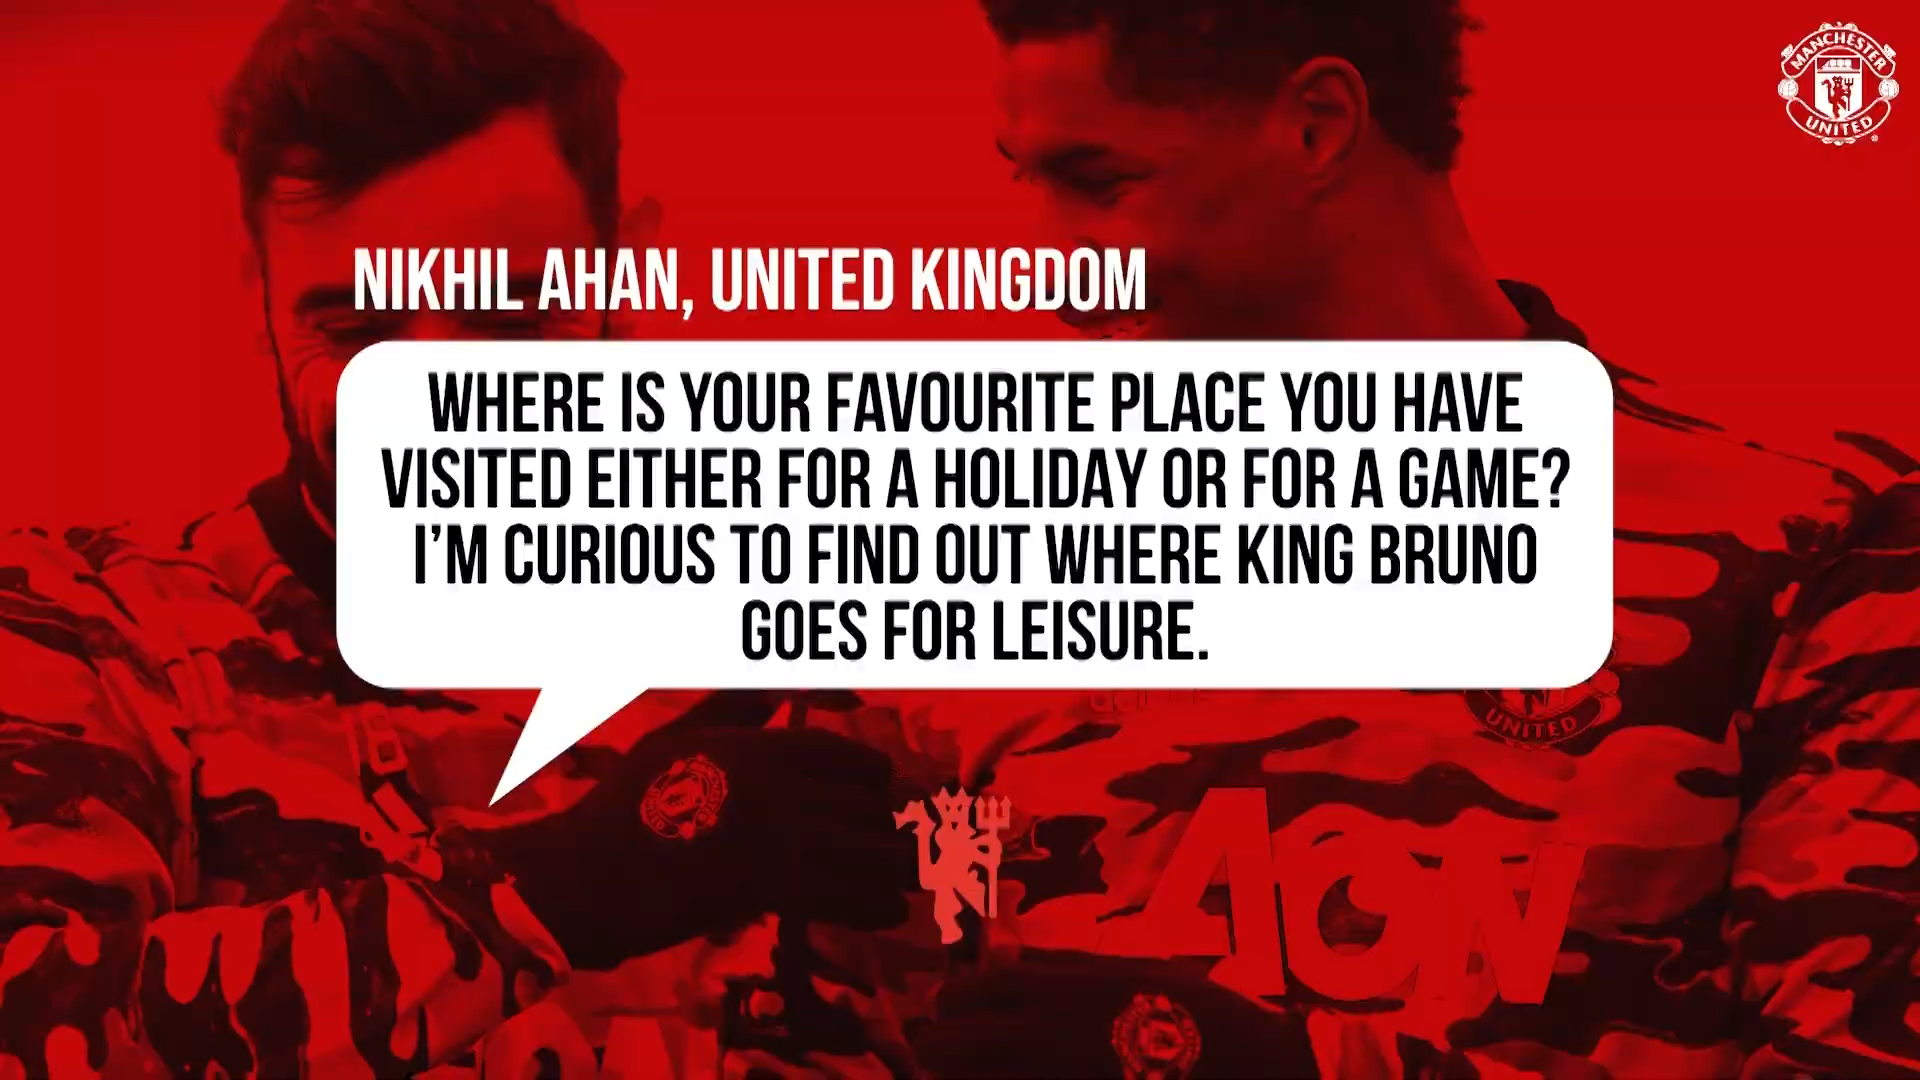 MANCHESTER
UNITED
NIKHIL AHAN, UNITED KINGDOM
WHERE IS YOUR FAVOURITE PLACE YOU HAVE
VISITED EITHER FOR A HOLIDAY OR FOR A GAME?
I'M CURIOUS TO FIND OUT WHERE KING BRUNO
GOES FOR LEISURE.
UNITED
AON